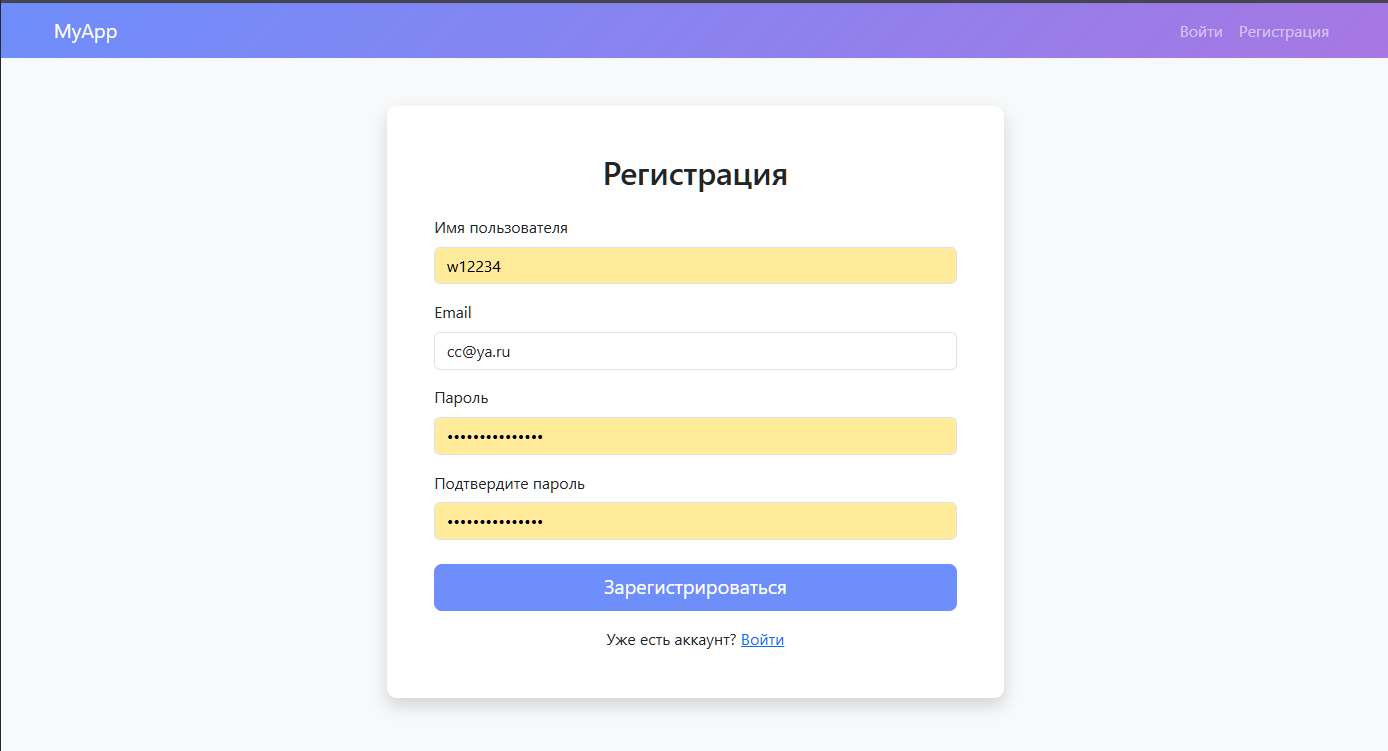 MyApp
Войти Регистрация
Регистрация
Имя пользователя
w12234
Email
cc@ya.ru
Пароль
•••••••••••••••
Подтвердите пароль
•••••••••••••••
Зарегистрироваться
Уже есть аккаунт? Войти